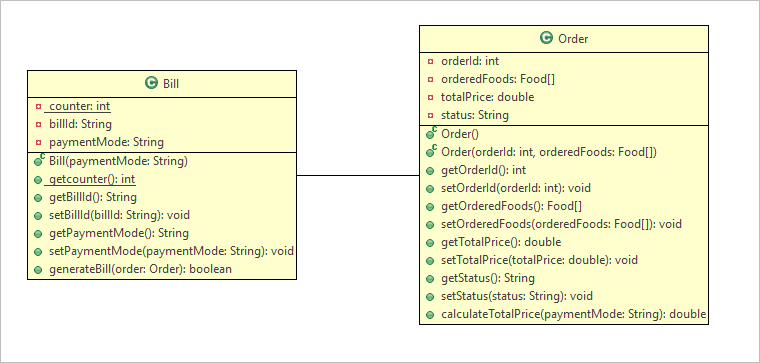 Bill
counter: int
billId: String
paymentMode: String
Bill(paymentMode: String)
getcounter(): int
getBillId(): String
setBillId(billId: String): void
getPaymentMode(): String
setPaymentMode(paymentMode: String): void
generateBill(order: Order): boolean
Order
orderId: int
orderedFoods: Food[]
totalPrice: double
status: String
Order()
Order(orderId: int, orderedFoods: Food[])
getOrderId(): int
setOrderId(orderId: int): void
getOrderedFoods(): Food[]
setOrderedFoods(orderedFoods: Food[]): void
getTotalPrice(): double
setTotalPrice(totalPrice: double): void
getStatus(): String
setStatus(status: String): void
calculateTotalPrice(paymentMode: String): double